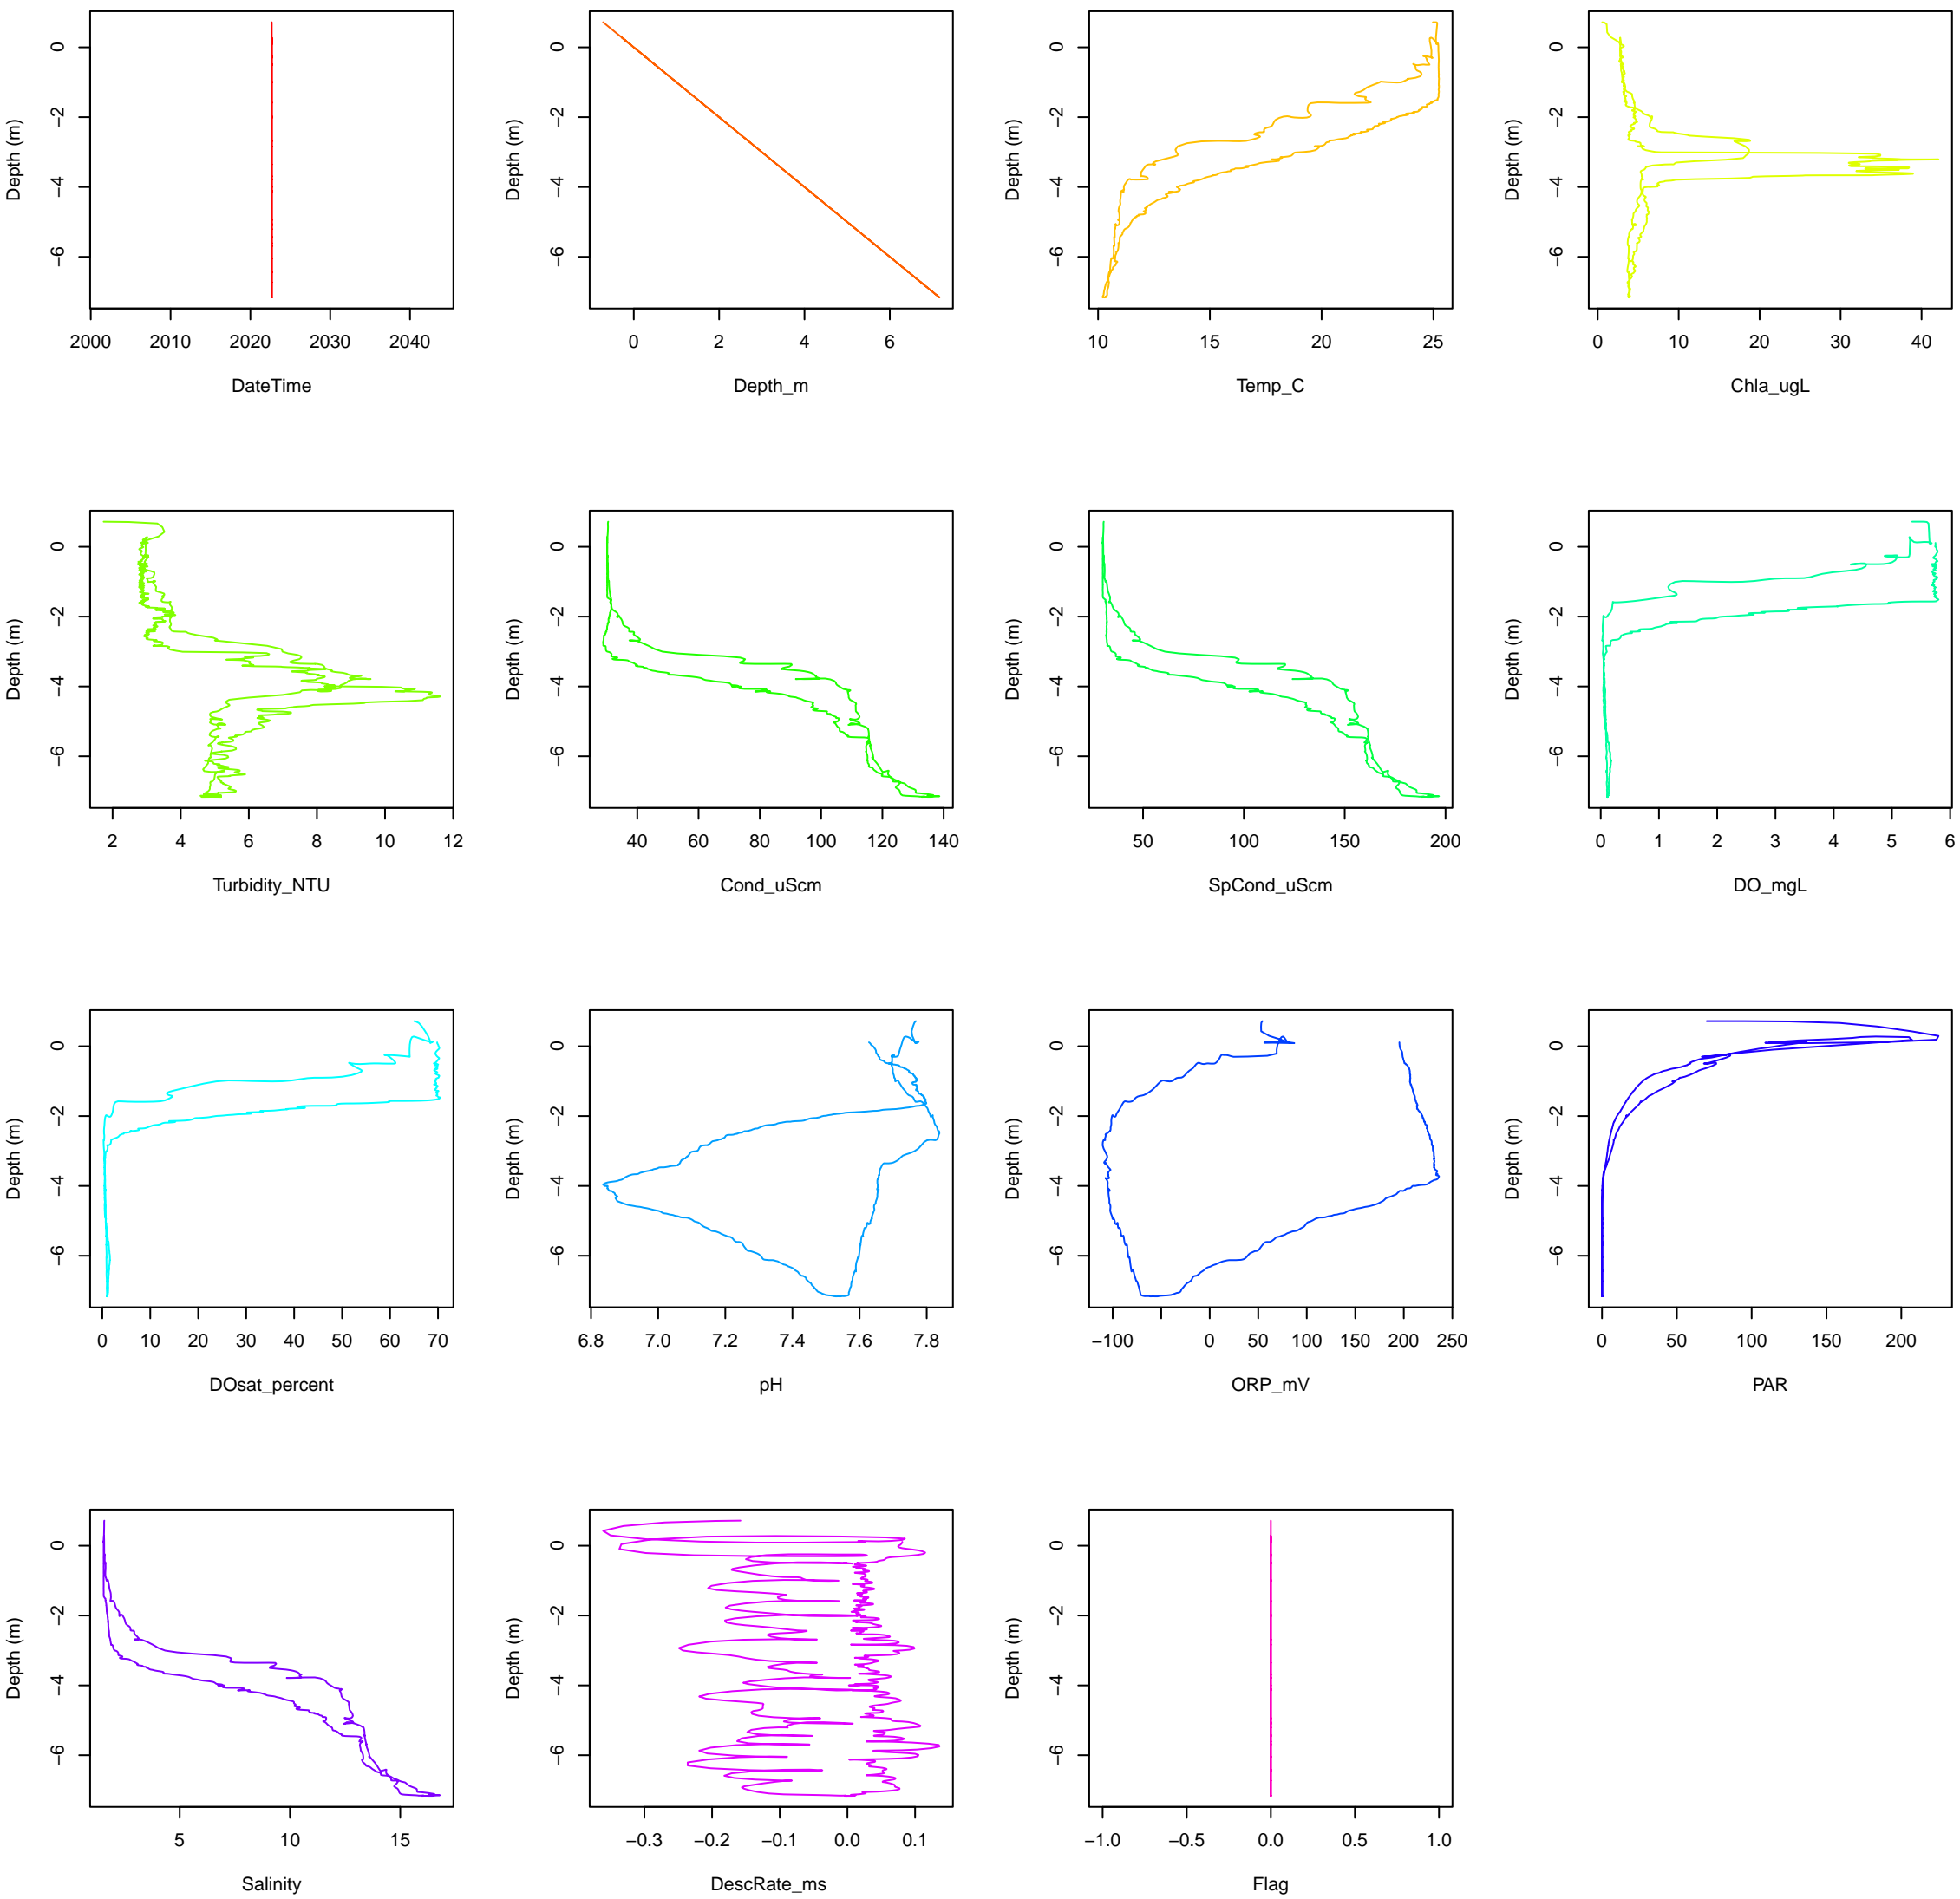 Depth (m)
0
−2
−4
−6
2000 2010 2020 2030 2040
DateTime
Depth (m)
0
−2
−4
−6
0 2 4 6
Depth_m
Depth (m)
0
−2
−4
−6
10 15 20 25
Temp_C
Depth (m)
0
−2
−4
−6
0 10 20 30 40
Chla_ugL
Depth (m)
0
−2
−4
−6
2 4 6 8 10 12
Turbidity_NTU
Depth (m)
0
−2
−4
−6
40 60 80 100 120 140
Cond_uScm
Depth (m)
0
−2
−4
−6
50 100 150 200
SpCond_uScm
Depth (m)
0
−2
−4
−6
0 1 2 3 4 5 6
DO_mgL
Depth (m)
0
−2
−4
−6
0 10 20 30 40 50 60 70
DOsat_percent
Depth (m)
0
−2
−4
−6
6.8 7.0 7.2 7.4 7.6 7.8
pH
Depth (m)
0
−2
−4
−6
−100 0 50 100 150 200 250
ORP_mV
Depth (m)
0
−2
−4
−6
0 50 100 150 200
PAR
Depth (m)
0
−2
−4
−6
5 10 15
Salinity
Depth (m)
0
−2
−4
−6
−0.3 −0.2 −0.1 0.0 0.1
DescRate_ms
Depth (m)
0
−2
−4
−6
−1.0 −0.5 0.0 0.5 1.0
Flag